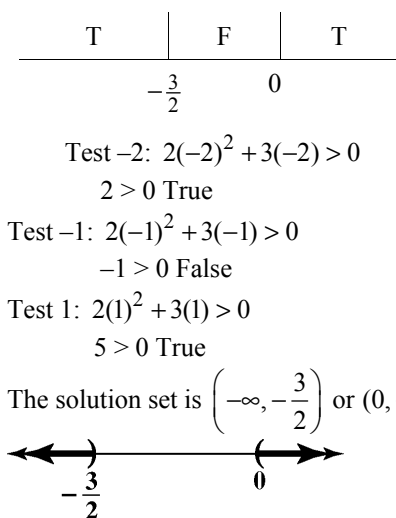 T F T
−3/2 0
Test –2: 2(−2)² + 3(−2) > 0
2 > 0 True
Test –1: 2(−1)² + 3(−1) > 0
–1 > 0 False
Test 1: 2(1)² + 3(1) > 0
5 > 0 True
The solution set is (−∞, −3/2) or (0,
) (
−3/2 0